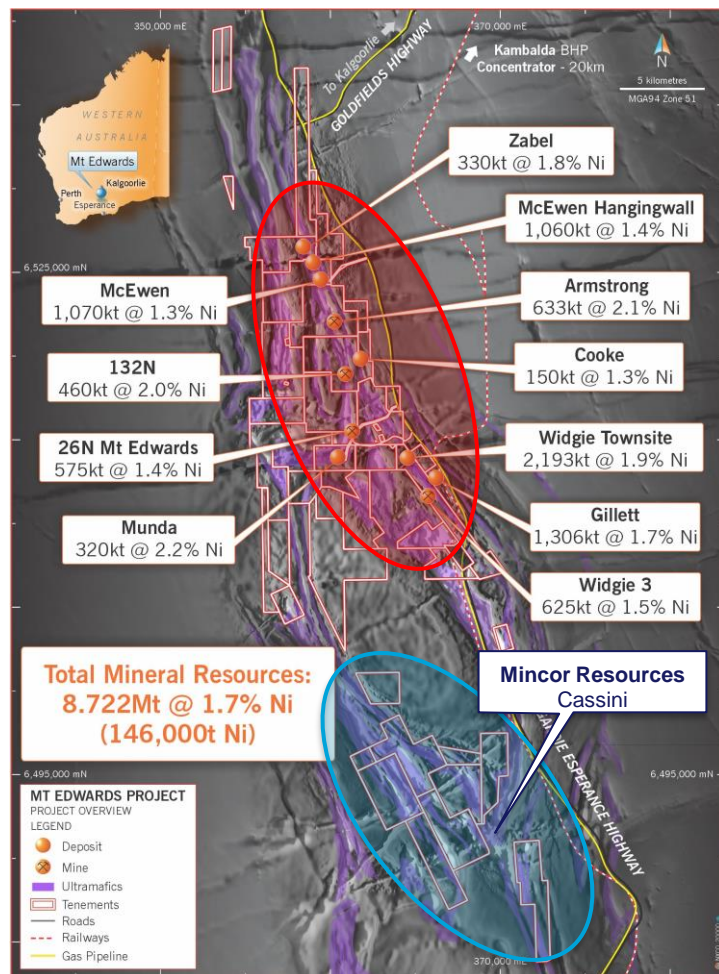 350,000 mE
370,000 mE
To Kalgoorlie
GOLDFIELDS HIGHWAY
Kambalda BHP
Concentrator - 20km
N
5 kilometres
MGA94 Zone 51
WESTERN
AUSTRALIA
Mt Edwards
Kalgoorlie
Perth
Esperance
Zabel
330kt @ 1.8% Ni
McEwen Hangingwall
1,060kt @ 1.4% Ni
6,525,000 mN
McEwen
1,070kt @ 1.3% Ni
Armstrong
633kt @ 2.1% Ni
132N
460kt @ 2.0% Ni
Cooke
150kt @ 1.3% Ni
26N Mt Edwards
575kt @ 1.4% Ni
Widgie Townsite
2,193kt @ 1.9% Ni
Munda
320kt @ 2.2% Ni
Gillett
1,306kt @ 1.7% Ni
Widgie 3
625kt @ 1.5% Ni
Total Mineral Resources:
8.722Mt @ 1.7% Ni
(146,000t Ni)
Mincor Resources
Cassini
ESPERANCE HIGHWAY
6,495,000 mN
6,495,000 mN
MT EDWARDS PROJECT
PROJECT OVERVIEW
LEGEND
Deposit
Mine
Ultramafics
Tenements
Roads
Railways
Gas Pipeline
370,000 mE